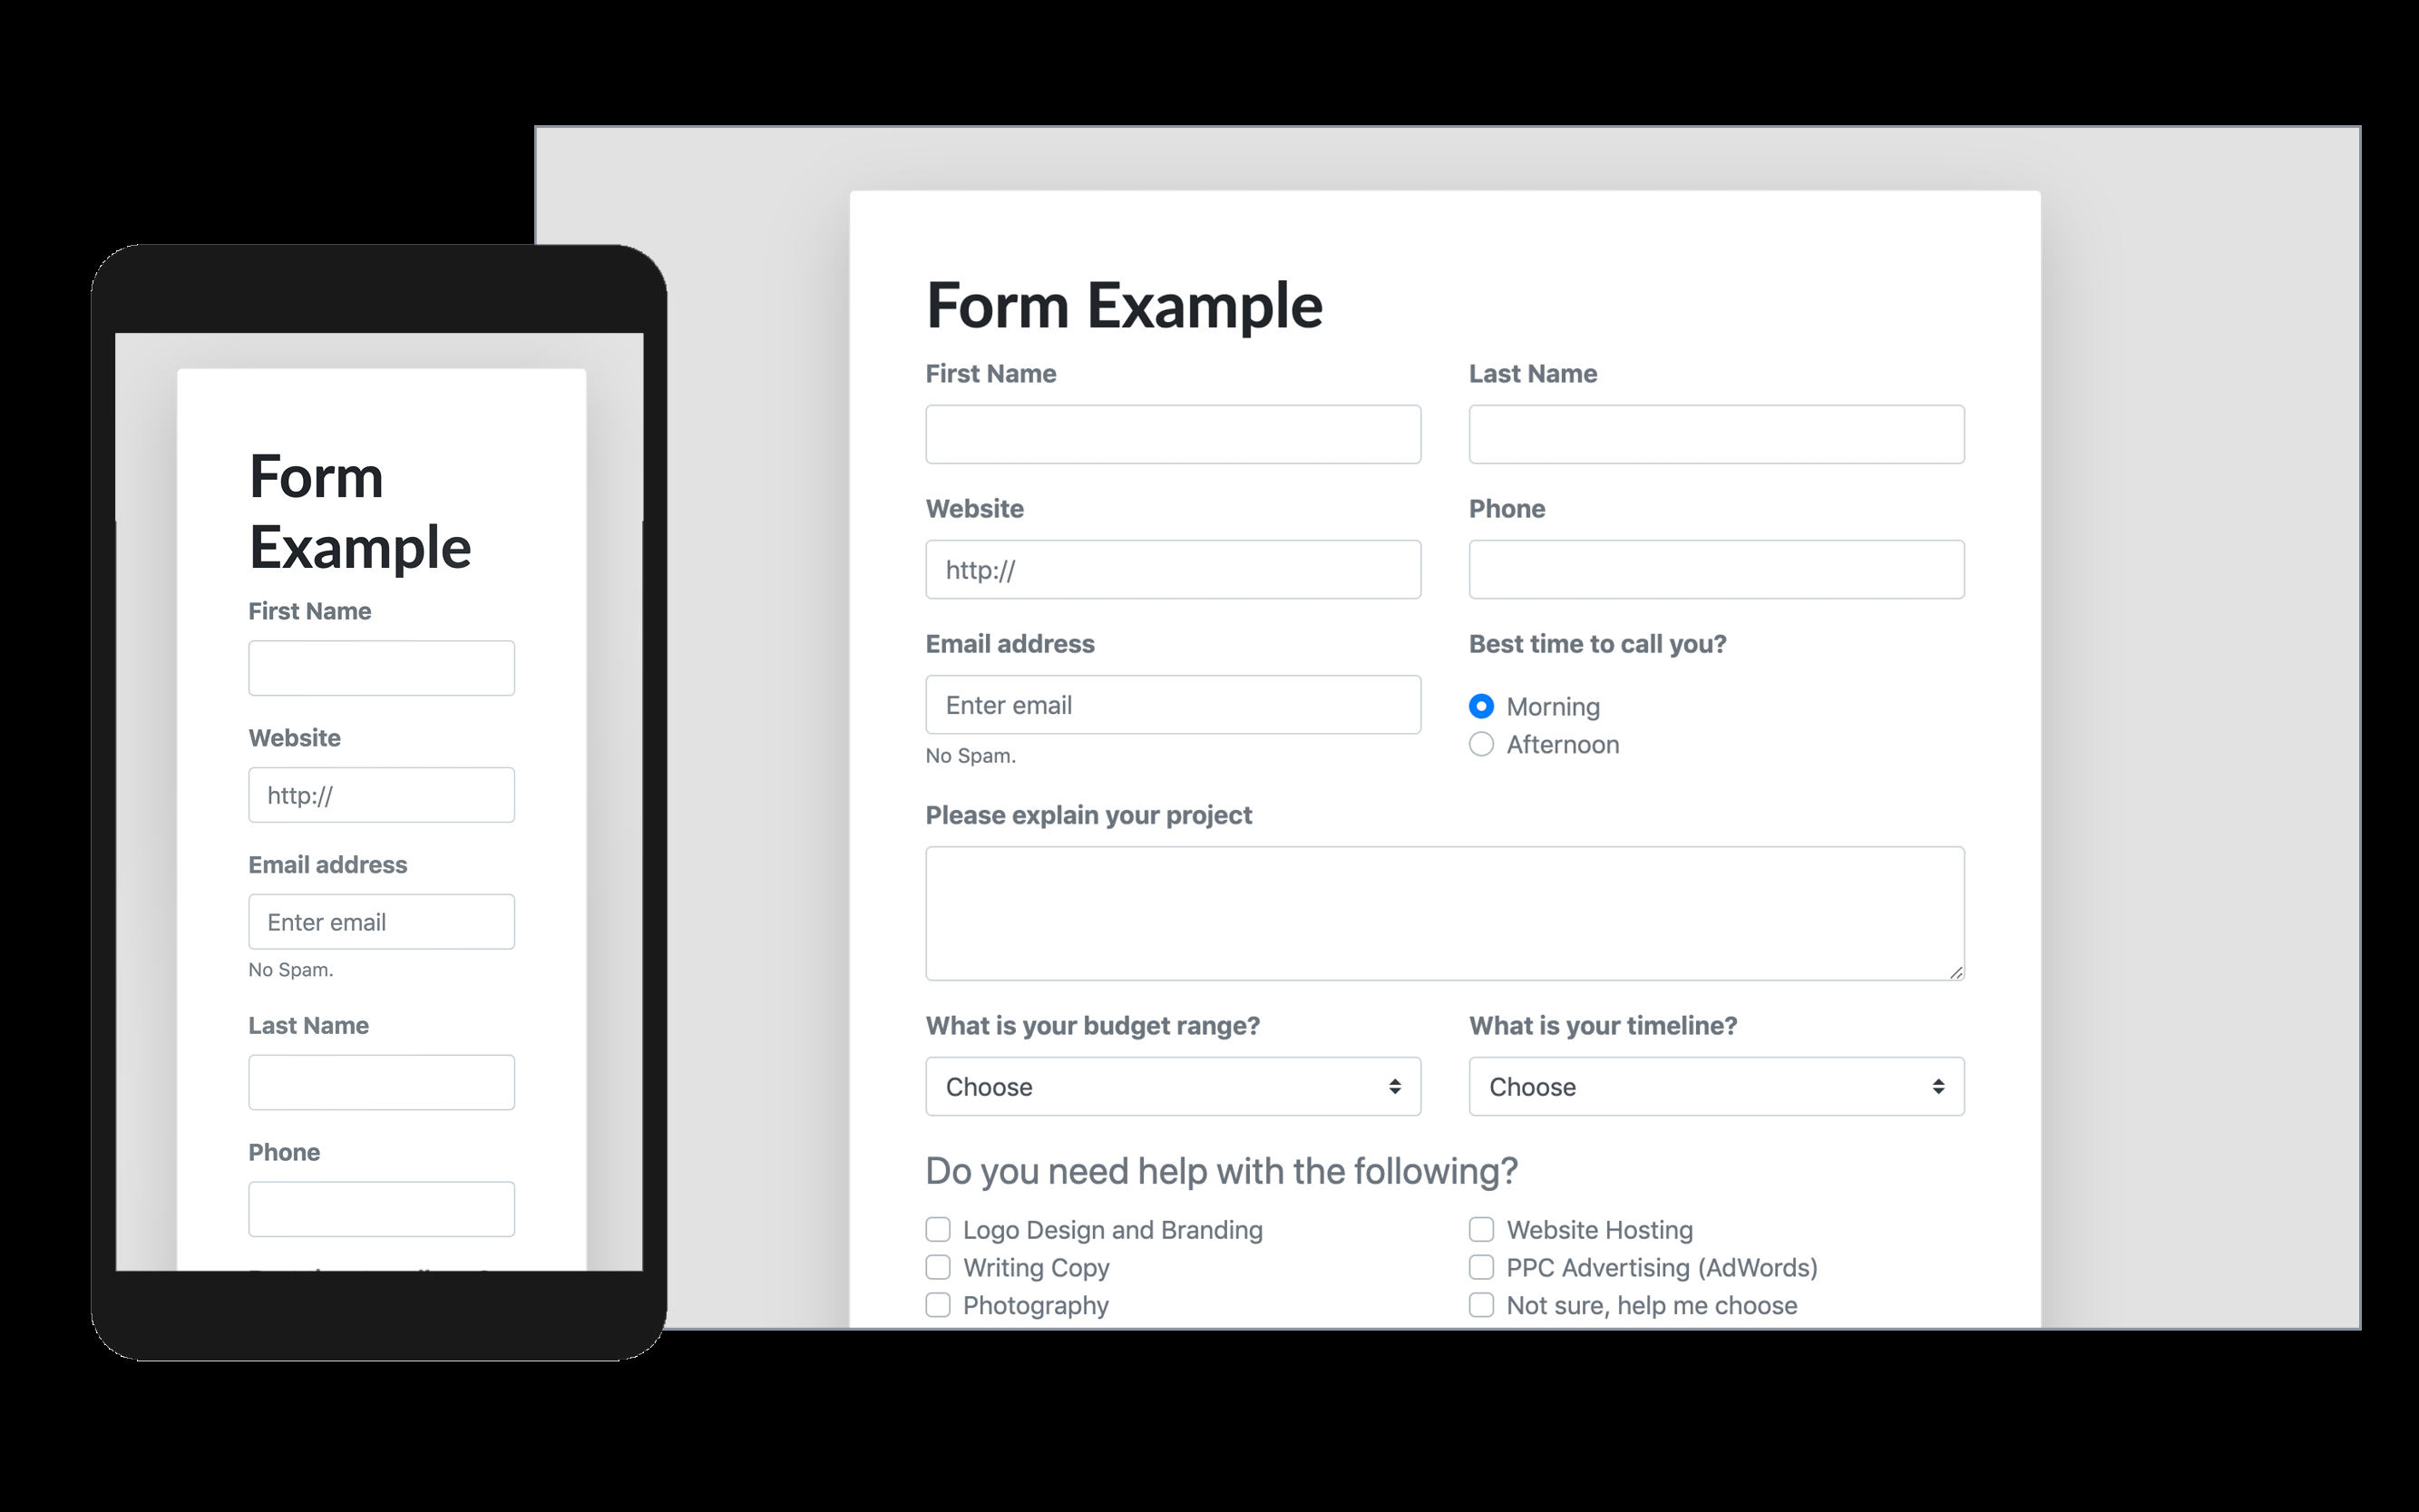 Form
Example
First Name
Website
http://
Email address
Enter email
No Spam.
Last Name
Phone
Form Example
First Name
Last Name
Website
Phone
http://
Email address
Best time to call you?
Enter email
Morning
Afternoon
No Spam.
Please explain your project
What is your budget range?
What is your timeline?
Choose
Choose
Do you need help with the following?
Logo Design and Branding
Website Hosting
Writing Copy
PPC Advertising (AdWords)
Photography
Not sure, help me choose